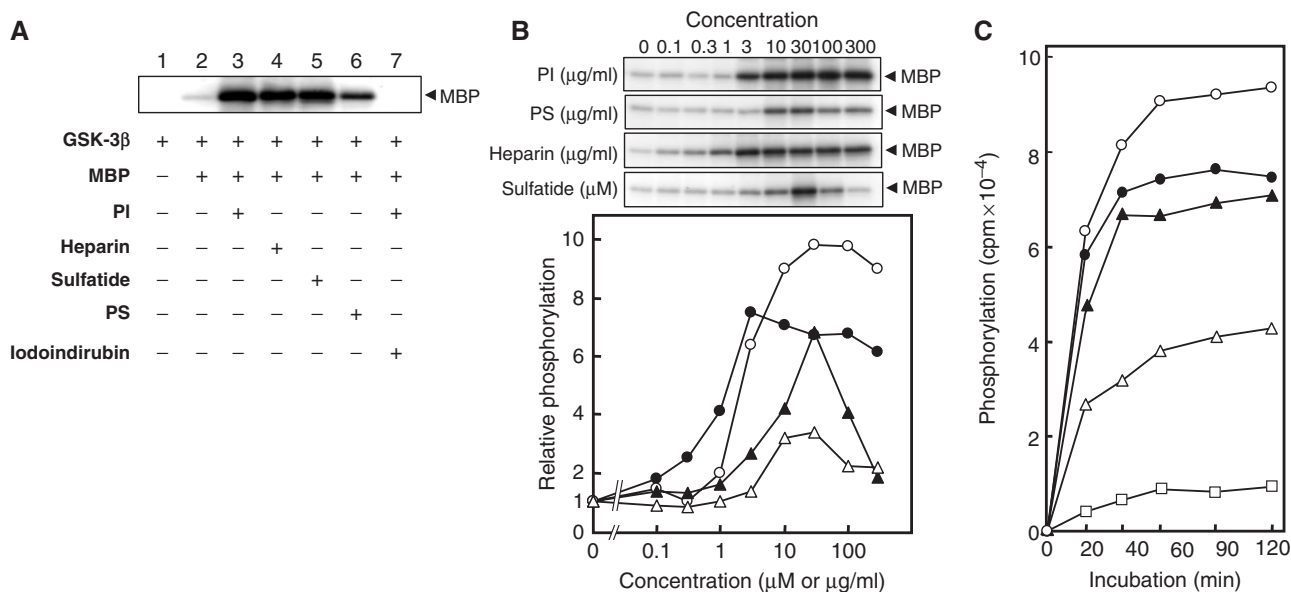 A
1 2 3 4 5 6 7
MBP
GSK-3β + + + + + + +
MBP – + + + + + +
PI – – + – – – +
Heparin – – – + – – –
Sulfatide – – – – + – –
PS – – – – – + –
Iodoindirubin – – – – – – +
B
Concentration
0 0.1 0.3 1 3 10 30 100 300
PI (μg/ml) MBP
PS (μg/ml) MBP
Heparin (μg/ml) MBP
Sulfatide (μM) MBP
Relative phosphorylation
10
8
6
4
2
1
0
0 0.1 1 10 100
Concentration (μM or μg/ml)
C
Phosphorylation (cpm×10⁻⁴)
10
8
6
4
2
0
0 20 40 60 90 120
Incubation (min)